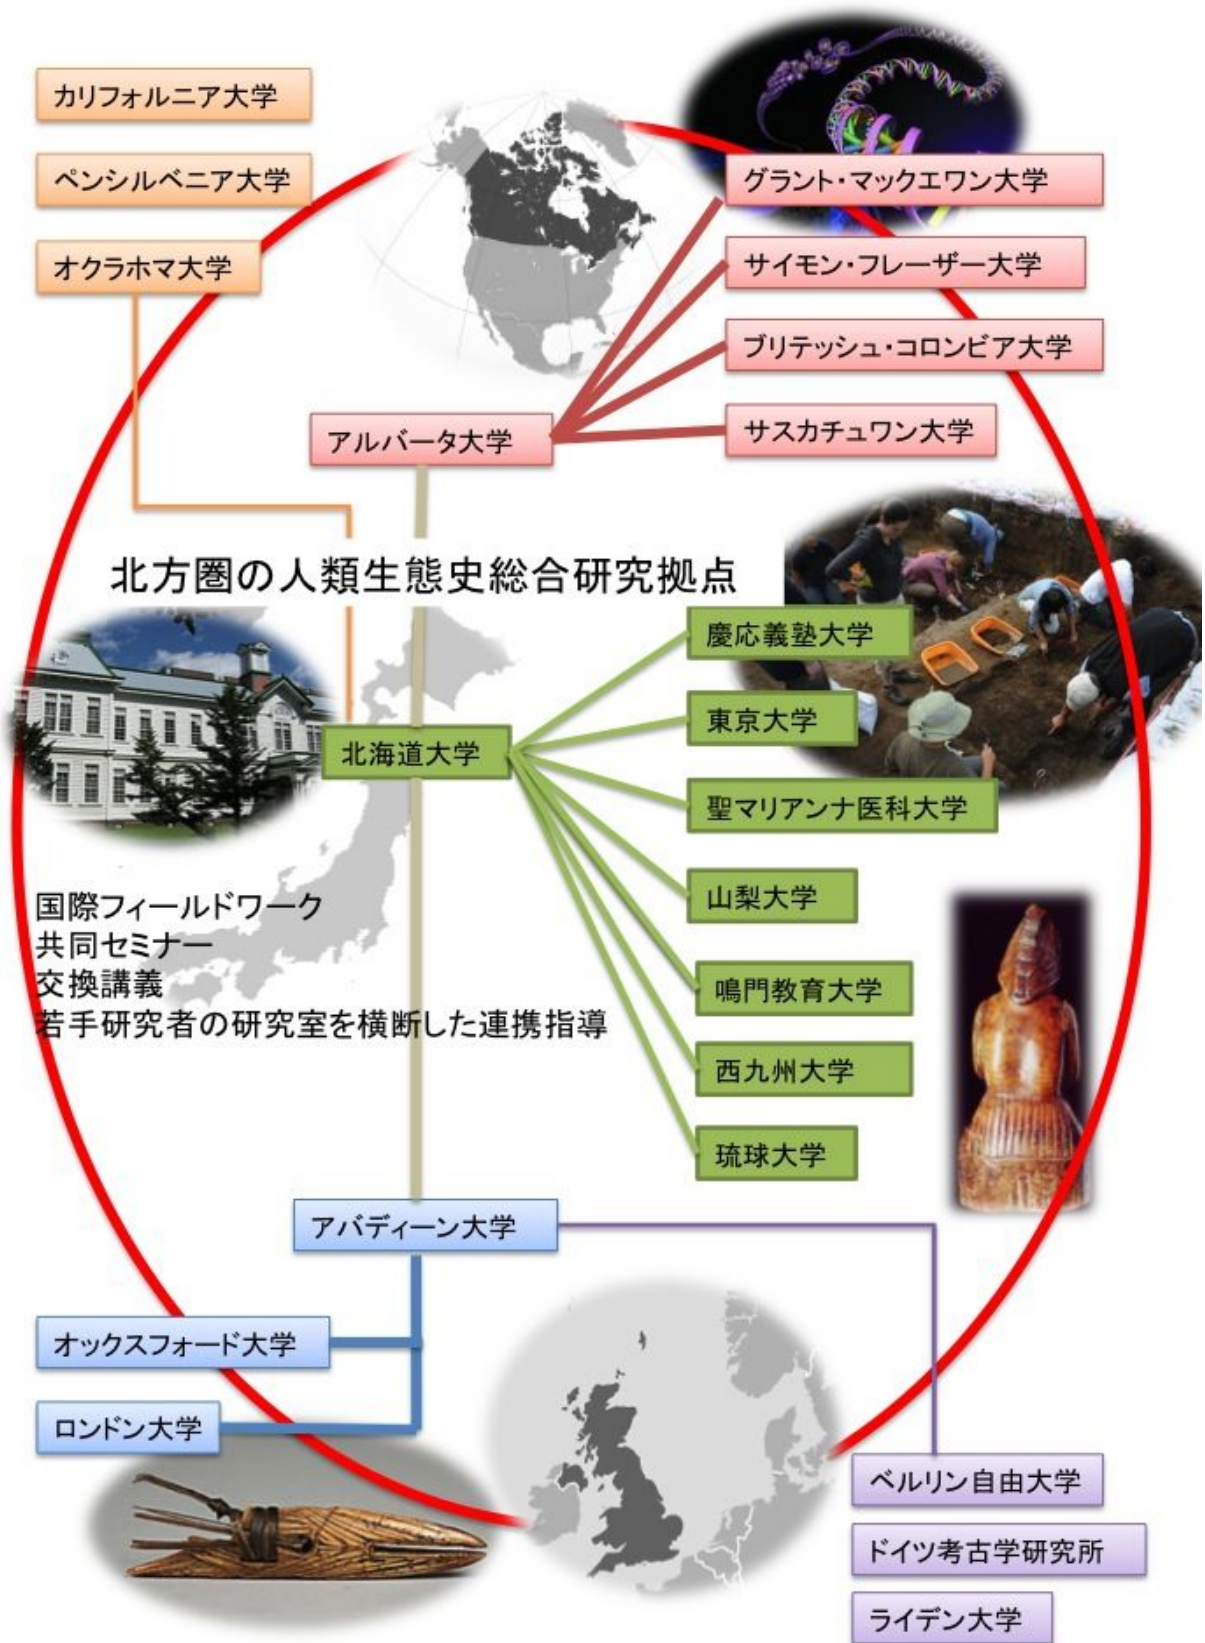 カリフォルニア大学
ペンシルベニア大学
オクラホマ大学
グラント・マックエワン大学
サイモン・フレーザー大学
ブリテッシュ・コロンビア大学
サスカチュワン大学
アルバータ大学
北方圏の人類生態史総合研究拠点
北海道大学
慶応義塾大学
東京大学
聖マリアンナ医科大学
山梨大学
鳴門教育大学
西九州大学
琉球大学
国際フィールドワーク
共同セミナー
交換講義
若手研究者の研究室を横断した連携指導
アバディーン大学
オックスフォード大学
ロンドン大学
ベルリン自由大学
ドイツ考古学研究所
ライデン大学